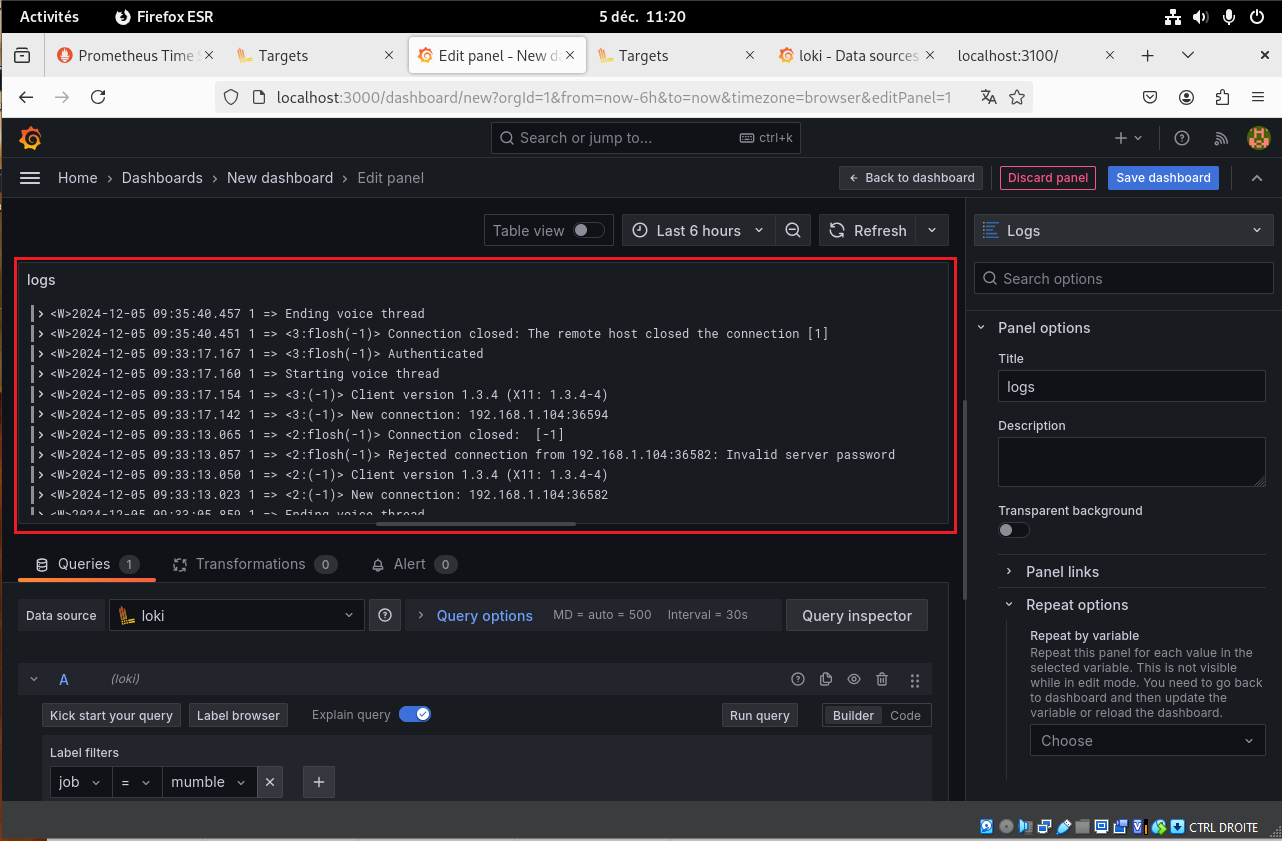 Activités Firefox ESR 5 déc. 11:20
Prometheus Time S Targets Edit panel - New da Targets loki - Data sources localhost:3100/
localhost:3000/dashboard/new?orgId=1&from=now-6h&to=now&timezone=browser&editPanel=1
Search or jump to... ctrl+k
Home › Dashboards › New dashboard › Edit panel Back to dashboard Discard panel Save dashboard
Table view Last 6 hours Refresh Logs
logs
Search options
<W>2024-12-05 09:35:40.457 1 => Ending voice thread
<W>2024-12-05 09:35:40.451 1 => <3:flosh(-1)> Connection closed: The remote host closed the connection [1]
<W>2024-12-05 09:33:17.167 1 => <3:flosh(-1)> Authenticated
<W>2024-12-05 09:33:17.160 1 => Starting voice thread
<W>2024-12-05 09:33:17.154 1 => <3:(-1)> Client version 1.3.4 (X11: 1.3.4-4)
<W>2024-12-05 09:33:17.142 1 => <3:(-1)> New connection: 192.168.1.104:36594
<W>2024-12-05 09:33:13.065 1 => <2:flosh(-1)> Connection closed:  [-1]
<W>2024-12-05 09:33:13.057 1 => <2:flosh(-1)> Rejected connection from 192.168.1.104:36582: Invalid server password
<W>2024-12-05 09:33:13.050 1 => <2:(-1)> Client version 1.3.4 (X11: 1.3.4-4)
<W>2024-12-05 09:33:13.023 1 => <2:(-1)> New connection: 192.168.1.104:36582
<W>2024-12-05 09:33:05.859 1 => Ending voice thread
Panel options
Title
logs
Description
Transparent background
Panel links
Repeat options
Repeat by variable
Repeat this panel for each value in the
selected variable. This is not visible
while in edit mode. You need to go back
to dashboard and then update the
variable or reload the dashboard.
Choose
Queries 1 Transformations 0 Alert 0
Data source loki Query options MD = auto = 500 Interval = 30s Query inspector
A (loki)
Kick start your query Label browser Explain query Run query Builder Code
Label filters
job = mumble
CTRL DROITE